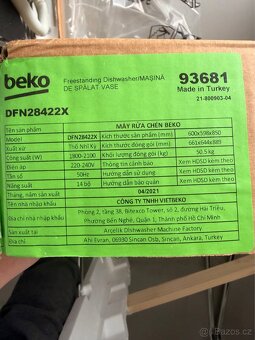 beko
Freestanding Dishwasher/MAȘINĂ
DE SPĂLAT VASE
93681
Made in Turkey
21-800903-04
DFN28422X
Tên sản phẩm MÁY RỬA CHÉN BEKO
Model DFN28422X Kích thước sản phẩm (mm) 600x598x850
Xuất xứ Thổ Nhĩ Kỳ Kích thước đóng gói (mm) 661x644x885
Công suất (W) 1800-2100 Khối lượng đóng gói (kg) 50.5 kg
Điện áp 220-240V Thông tin cảnh báo Xem HDSD kèm theo
Tần số 50Hz Hướng dẫn sử dụng Xem HDSD kèm theo
Năng suất 14 bộ Hướng dẫn bảo quản Xem HDSD kèm theo
Tháng, năm sản xuất 04/2021
Tên nhà nhập khẩu CÔNG TY TNHH VIETBEKO
Địa chỉ nhà nhập khẩu Phòng 2, tầng 38, Bitexco Tower, số 2, đường Hải Triều,
Phường Bến Nghé, Quận 1, Thành phố Hồ Chí Minh
Sản xuất tại Arcelik Dishwasher Machine Factory
Địa chỉ Ahi Evran, 06930 Sincan Osb, Sincan, Ankara, Turkey
bazos.cz